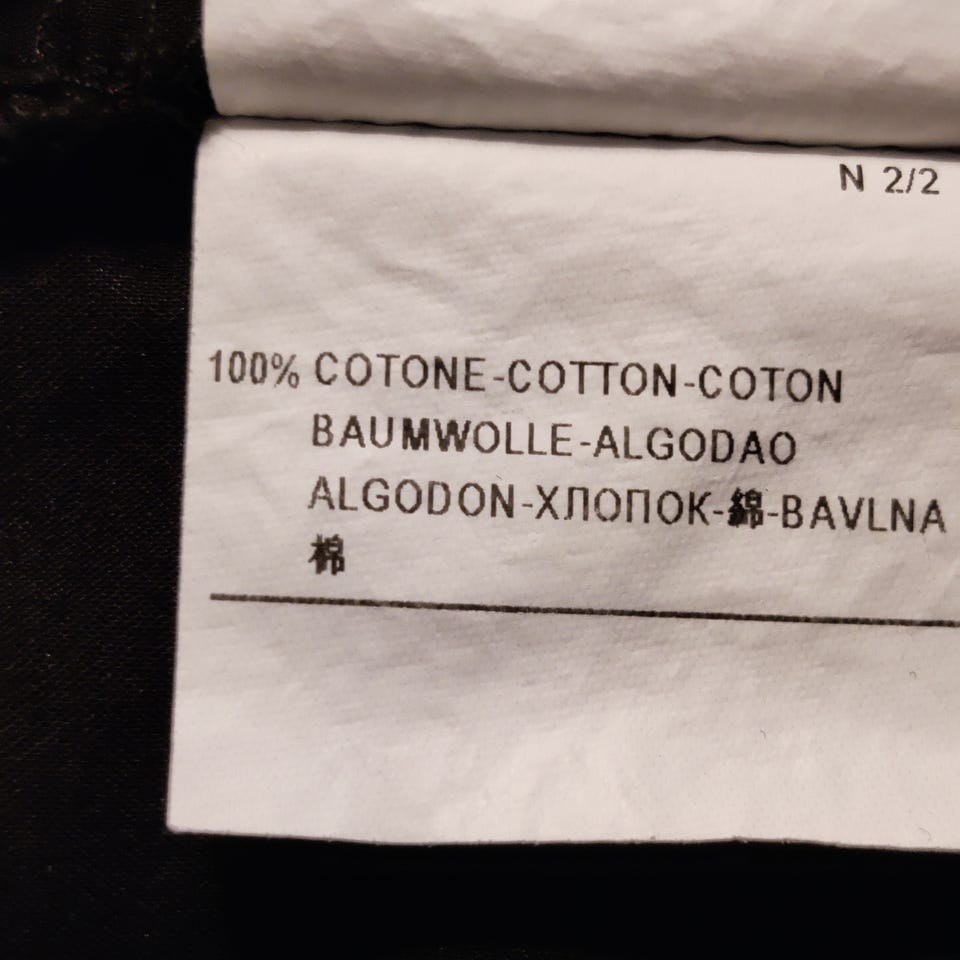 N 2/2
100% COTONE-COTTON-COTON
BAUMWOLLE-ALGODAO
ALGODON-ХЛОПОК-綿-BAVLNA
棉